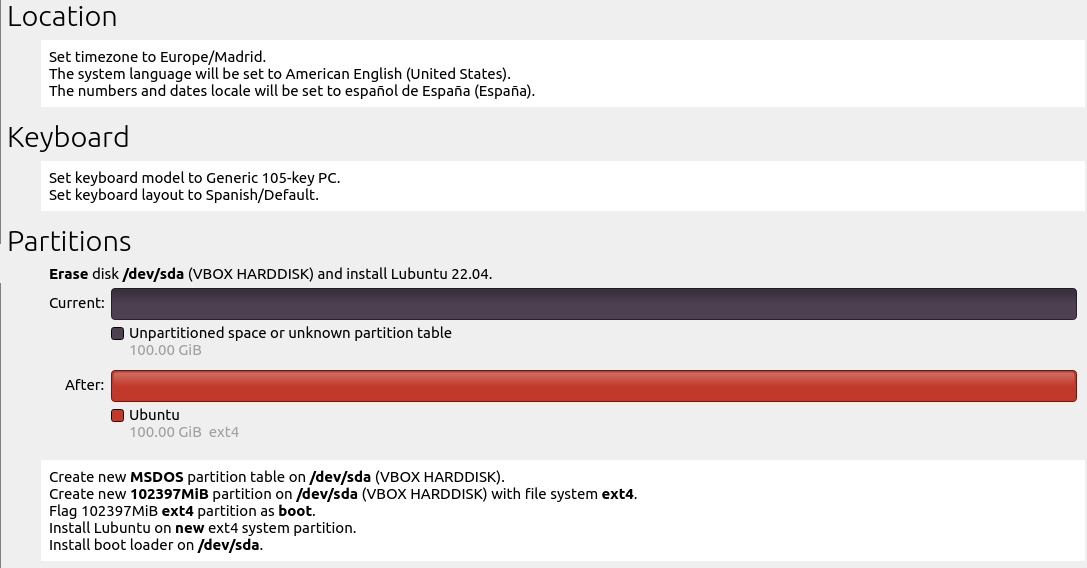 Location
Set timezone to Europe/Madrid.
The system language will be set to American English (United States).
The numbers and dates locale will be set to español de España (España).
Keyboard
Set keyboard model to Generic 105-key PC.
Set keyboard layout to Spanish/Default.
Partitions
Erase disk /dev/sda (VBOX HARDDISK) and install Lubuntu 22.04.
Current:
Unpartitioned space or unknown partition table
100.00 GiB
After:
Ubuntu
100.00 GiB ext4
Create new MSDOS partition table on /dev/sda (VBOX HARDDISK).
Create new 102397MiB partition on /dev/sda (VBOX HARDDISK) with file system ext4.
Flag 102397MiB ext4 partition as boot.
Install Lubuntu on new ext4 system partition.
Install boot loader on /dev/sda.